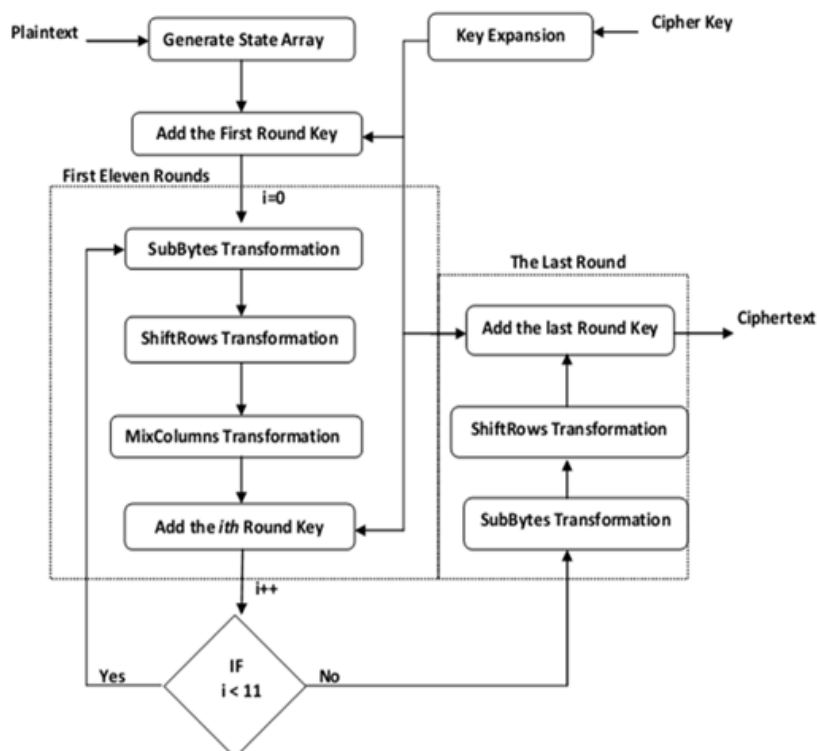 Plaintext
Generate State Array
Key Expansion
Cipher Key
Add the First Round Key
First Eleven Rounds
i=0
SubBytes Transformation
ShiftRows Transformation
MixColumns Transformation
Add the ith Round Key
i++
IF
i < 11
Yes
No
The Last Round
Add the last Round Key
Ciphertext
ShiftRows Transformation
SubBytes Transformation